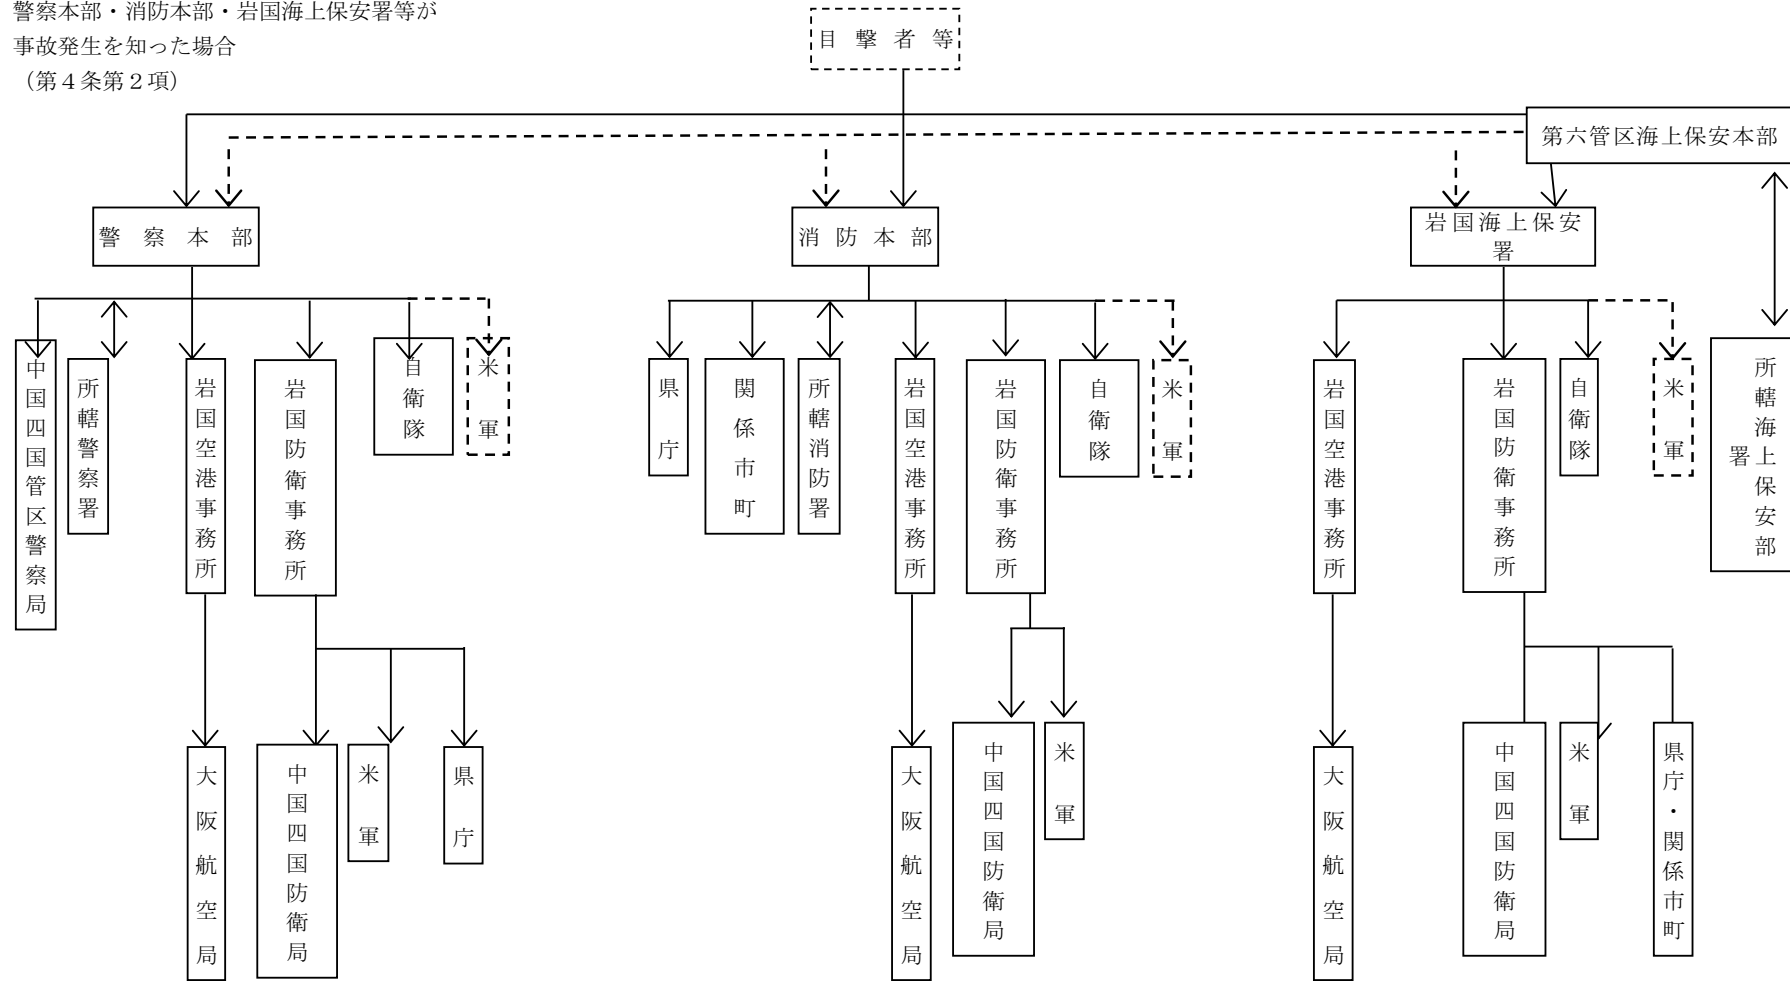 警察本部・消防本部・岩国海上保安署等が
事故発生を知った場合
（第４条第２項）
目撃者等
第六管区海上保安本部
警察本部
消防本部
岩国海上保安
署
中国四国管区警察局
所轄警察署
岩国空港事務所
岩国防衛事務所
自衛隊
米軍
県庁
関係市町
所轄消防署
岩国空港事務所
岩国防衛事務所
自衛隊
米軍
岩国空港事務所
岩国防衛事務所
自衛隊
米軍
所轄海上保安部
署
大阪航空局
中国四国防衛局
米軍
県庁
大阪航空局
中国四国防衛局
米軍
大阪航空局
中国四国防衛局
米軍
県庁・関係市町